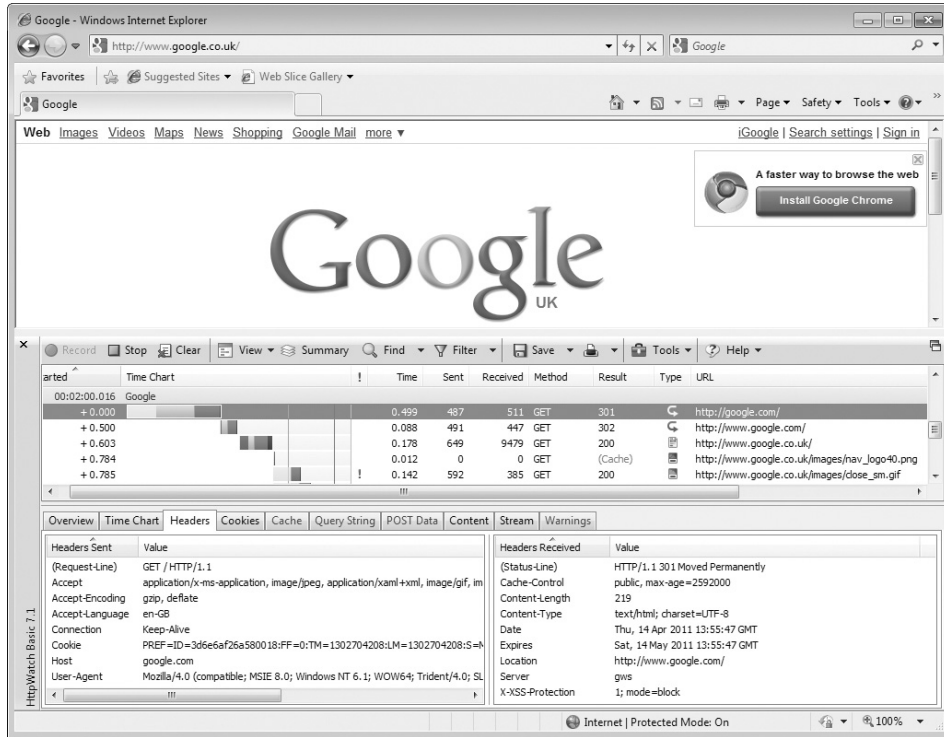 Google - Windows Internet Explorer
http://www.google.co.uk/
Google
Favorites
Suggested Sites
Web Slice Gallery
Google
Page
Safety
Tools
Web Images Videos Maps News Shopping Google Mail more
iGoogle | Search settings | Sign in
A faster way to browse the web
Install Google Chrome
Google
UK
Record Stop Clear View Summary Find Filter Save Tools Help
arted Time Chart ! Time Sent Received Method Result Type URL
00:02:00.016 Google
+ 0.000 0.499 487 511 GET 301 http://google.com/
+ 0.500 0.088 491 447 GET 302 http://www.google.com/
+ 0.603 0.178 649 9479 GET 200 http://www.google.co.uk/
+ 0.784 0.012 0 0 GET (Cache) http://www.google.co.uk/images/nav_logo40.png
+ 0.785 ! 0.142 592 385 GET 200 http://www.google.co.uk/images/close_sm.gif
Overview Time Chart Headers Cookies Cache Query String POST Data Content Stream Warnings
Headers Sent Value
(Request-Line) GET / HTTP/1.1
Accept application/x-ms-application, image/jpeg, application/xaml+xml, image/gif, im
Accept-Encoding gzip, deflate
Accept-Language en-GB
Connection Keep-Alive
Cookie PREF=ID=3d6e6af26a580018:FF=0:TM=1302704208:LM=1302704208:S=
Host google.com
User-Agent Mozilla/4.0 (compatible; MSIE 8.0; Windows NT 6.1; WOW64; Trident/4.0; SL
Headers Received Value
(Status-Line) HTTP/1.1 301 Moved Permanently
Cache-Control public, max-age=2592000
Content-Length 219
Content-Type text/html; charset=UTF-8
Date Thu, 14 Apr 2011 13:55:47 GMT
Expires Sat, 14 May 2011 13:55:47 GMT
Location http://www.google.com/
Server gws
X-XSS-Protection 1; mode=block
HttpWatch Basic 7.1
Internet | Protected Mode: On
100%